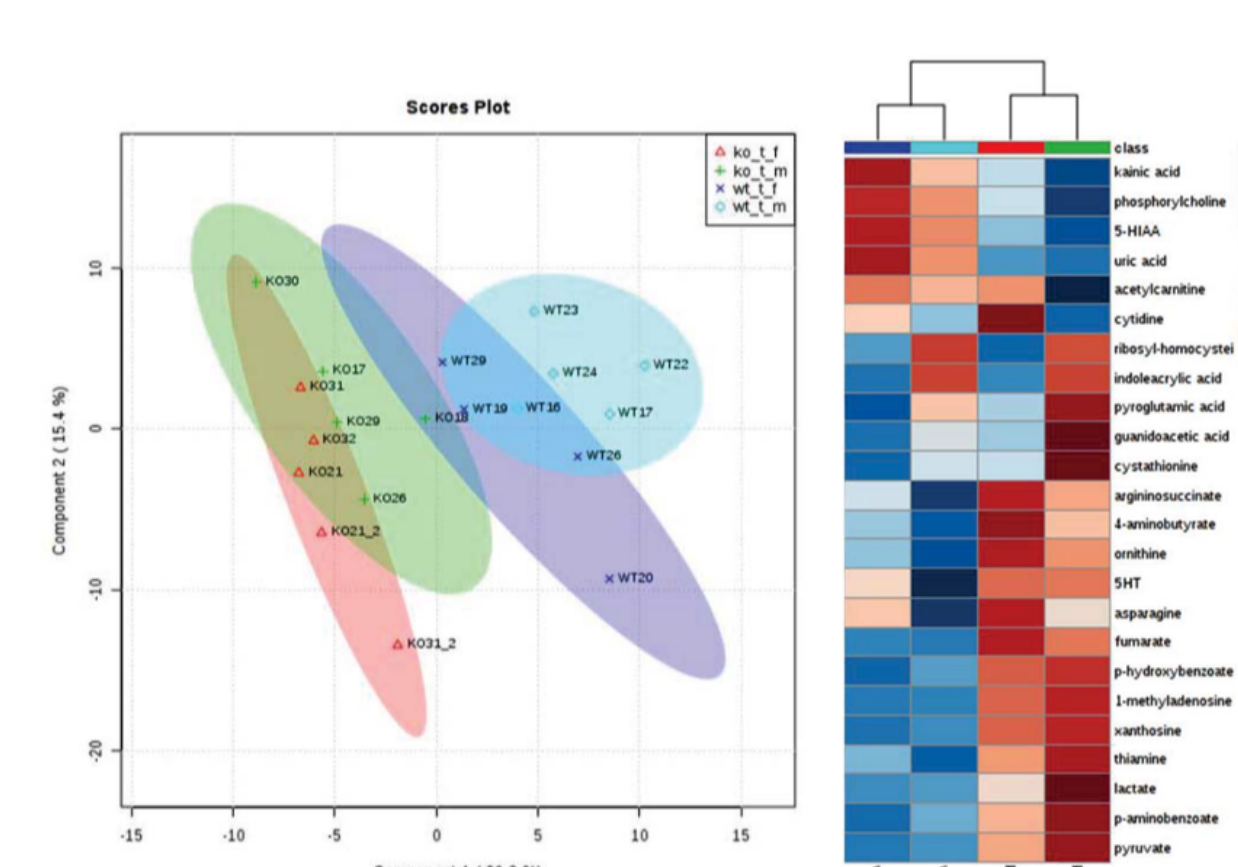 Scores Plot
ko_t_f
ko_t_m
wt_t_f
wt_t_m
Component 2 ( 15.4 %)
10
0
-10
-20
-15
-10
-5
0
5
10
15
KO30
KO17
KO31
KO29
KO32
KO18
KO21
KO26
KO21_2
KO31_2
WT23
WT29
WT24
WT22
WT19
WT16
WT17
WT26
WT20
class
kainic acid
phosphorylcholine
5-HIAA
uric acid
acetylcarnitine
cytidine
ribosyl-homocystei
indoleacrylic acid
pyroglutamic acid
guanidoacetic acid
cystathionine
argininosuccinate
4-aminobutyrate
ornithine
5HT
asparagine
fumarate
p-hydroxybenzoate
1-methyladenosine
xanthosine
thiamine
lactate
p-aminobenzoate
pyruvate